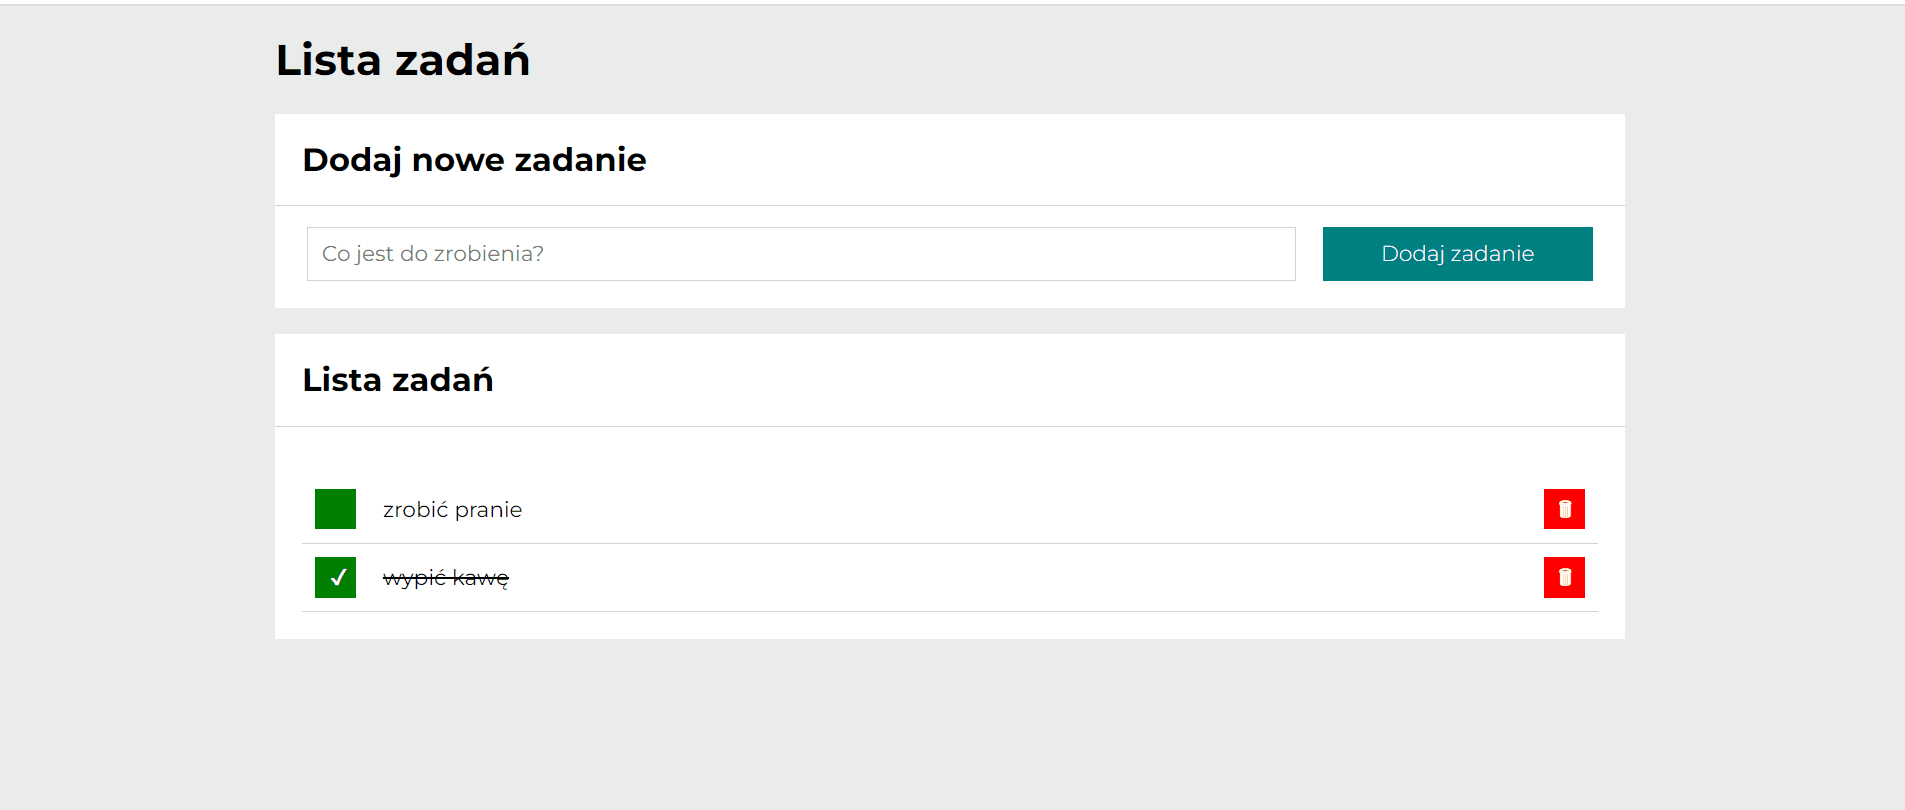 Lista zadań
Dodaj nowe zadanie
Co jest do zrobienia?
Dodaj zadanie
Lista zadań
zrobić pranie
✓ wypić kawę